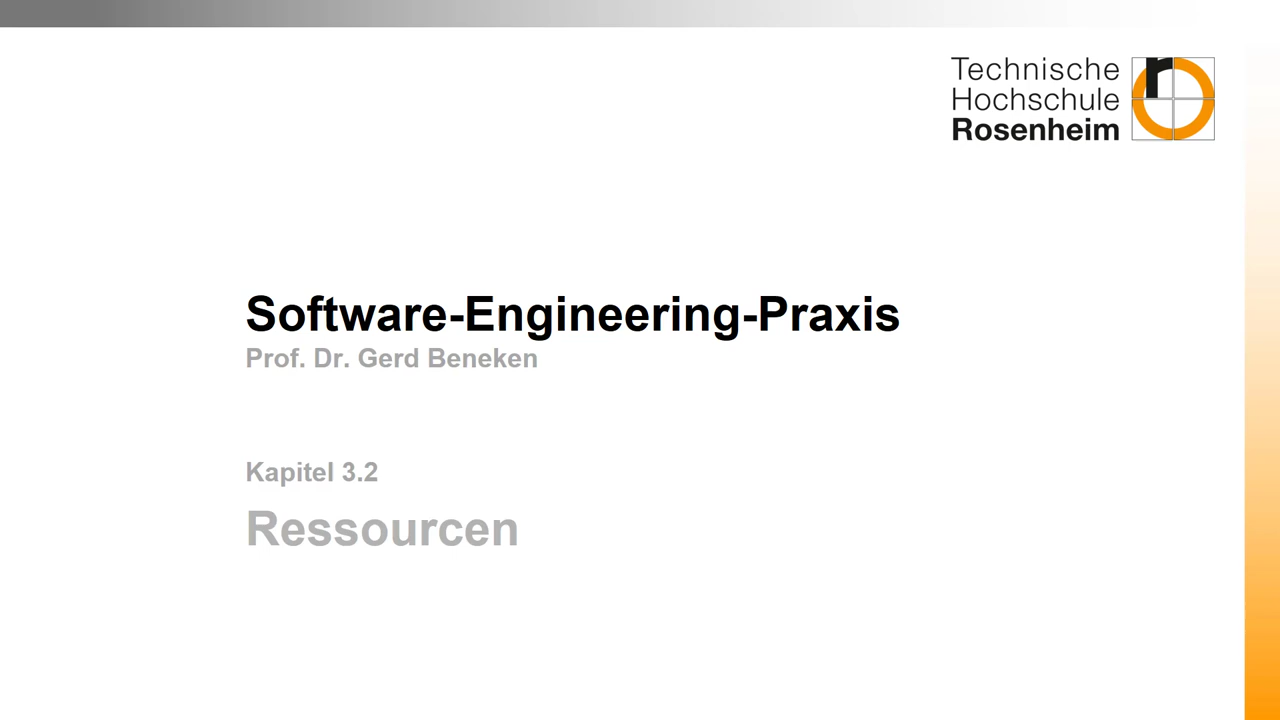 Technische
Hochschule
Rosenheim
Software-Engineering-Praxis
Prof. Dr. Gerd Beneken
Kapitel 3.2
Ressourcen